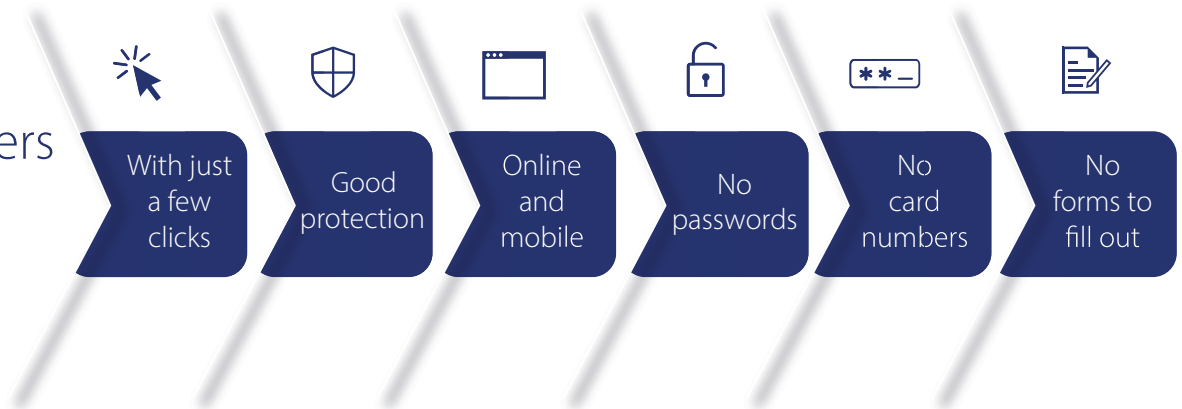 ers
With just
a few
clicks
Good
protection
Online
and
mobile
No
passwords
No
card
numbers
No
forms to
fill out
**_